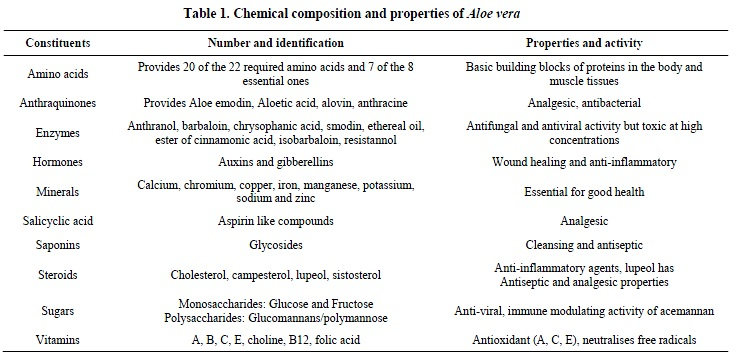 Table 1. Chemical composition and properties of Aloe vera
Constituents Number and identification Properties and activity
Amino acids Provides 20 of the 22 required amino acids and 7 of the 8 essential ones Basic building blocks of proteins in the body and muscle tissues
Anthraquinones Provides Aloe emodin, Aloetic acid, alovin, anthracine Analgesic, antibacterial
Enzymes Anthranol, barbaloin, chrysophanic acid, smodin, ethereal oil, ester of cinnamonic acid, isobarbaloin, resistannol Antifungal and antiviral activity but toxic at high concentrations
Hormones Auxins and gibberellins Wound healing and anti-inflammatory
Minerals Calcium, chromium, copper, iron, manganese, potassium, sodium and zinc Essential for good health
Salicyclic acid Aspirin like compounds Analgesic
Saponins Glycosides Cleansing and antiseptic
Steroids Cholesterol, campesterol, lupeol, sistosterol Anti-inflammatory agents, lupeol has Antiseptic and analgesic properties
Sugars Monosaccharides: Glucose and Fructose Polysaccharides: Glucomannans/polymannose Anti-viral, immune modulating activity of acemannan
Vitamins A, B, C, E, choline, B12, folic acid Antioxidant (A, C, E), neutralises free radicals